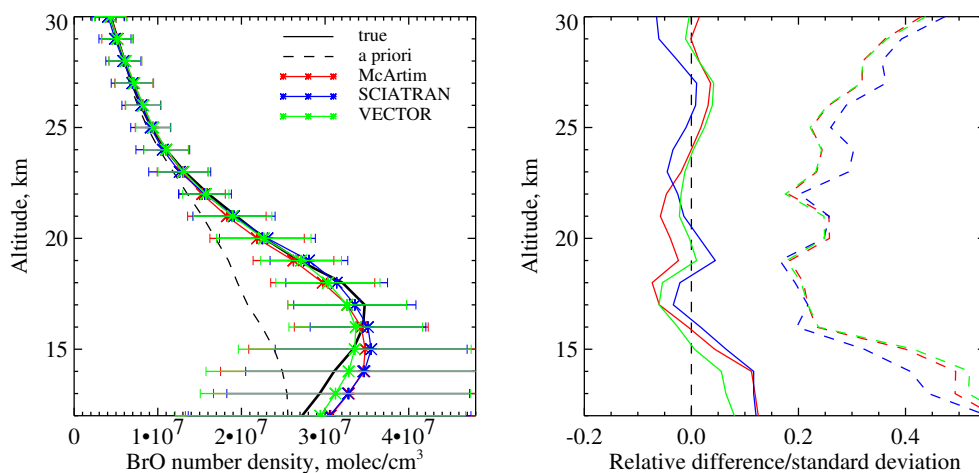 30
25
20
15
Altitude, km
0
1•10⁷
2•10⁷
3•10⁷
4•10⁷
BrO number density, molec/cm³
true
a priori
McArtim
SCIATRAN
VECTOR
30
25
20
15
Altitude, km
-0.2
0.0
0.2
0.4
Relative difference/standard deviation